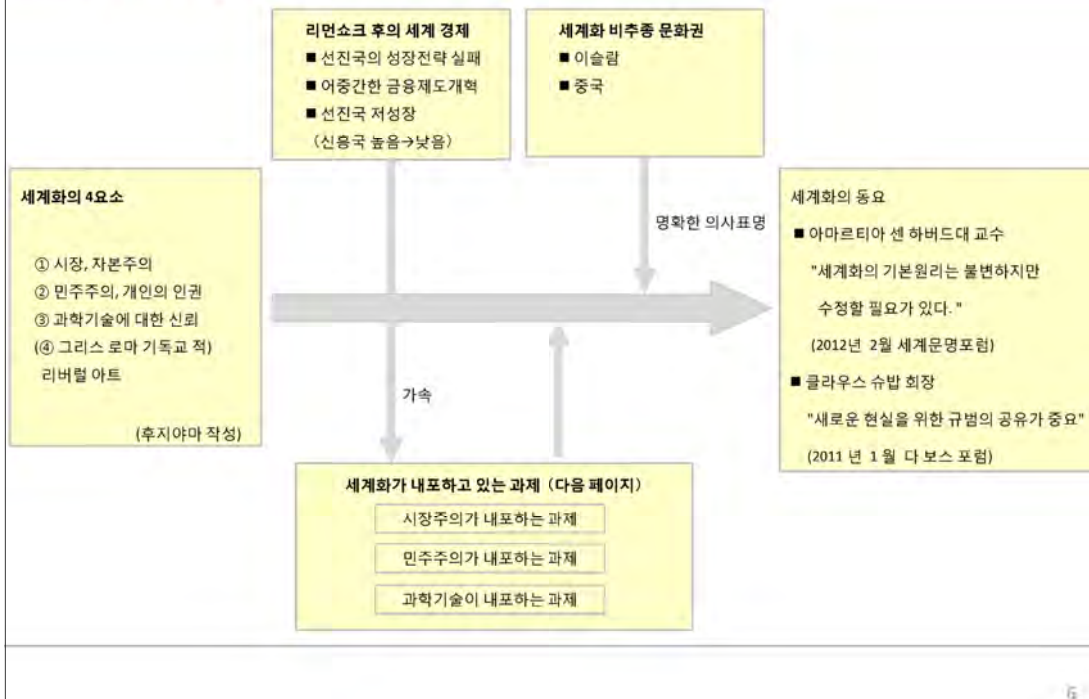 리먼쇼크 후의 세계 경제
■ 선진국의 성장전략 실패
■ 어중간한 금융제도개혁
■ 선진국 저성장
(신흥국 높음→낮음)
세계화 비추종 문화권
■ 이슬람
■ 중국
세계화의 4요소
① 시장, 자본주의
② 민주주의, 개인의 인권
③ 과학기술에 대한 신뢰
(④ 그리스 로마 기독교 적)
리버럴 아트
(후지야마 작성)
명확한 의사표명
가속
세계화의 동요
■ 아마르티아 센 하버드대 교수
"세계화의 기본원리는 불변하지만
수정할 필요가 있다. "
(2012년 2월 세계문명포럼)
■ 클라우스 슈밥 회장
"새로운 현실을 위한 규범의 공유가 중요"
(2011 년 1 월 다 보스 포럼)
세계화가 내포하고 있는 과제 (다음 페이지)
시장주의가 내포하는 과제
민주주의가 내포하는 과제
과학기술이 내포하는 과제